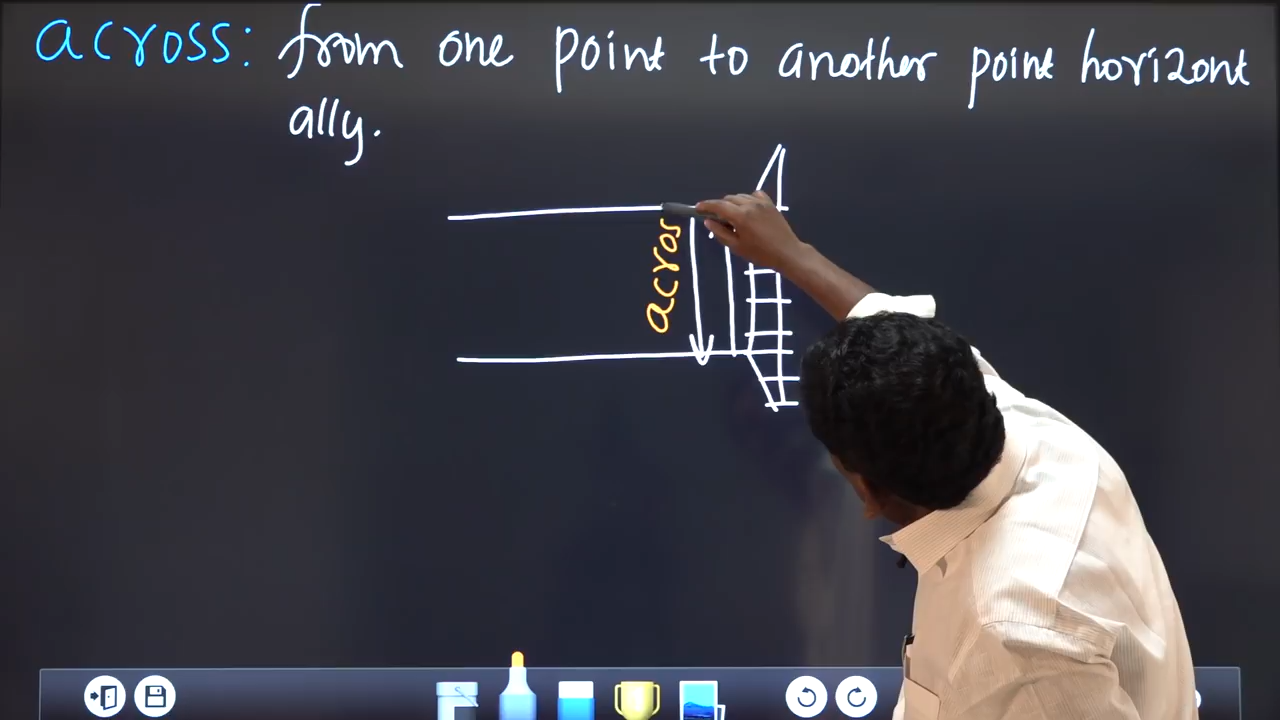 across: from one point to another point horizont
ally.
acros